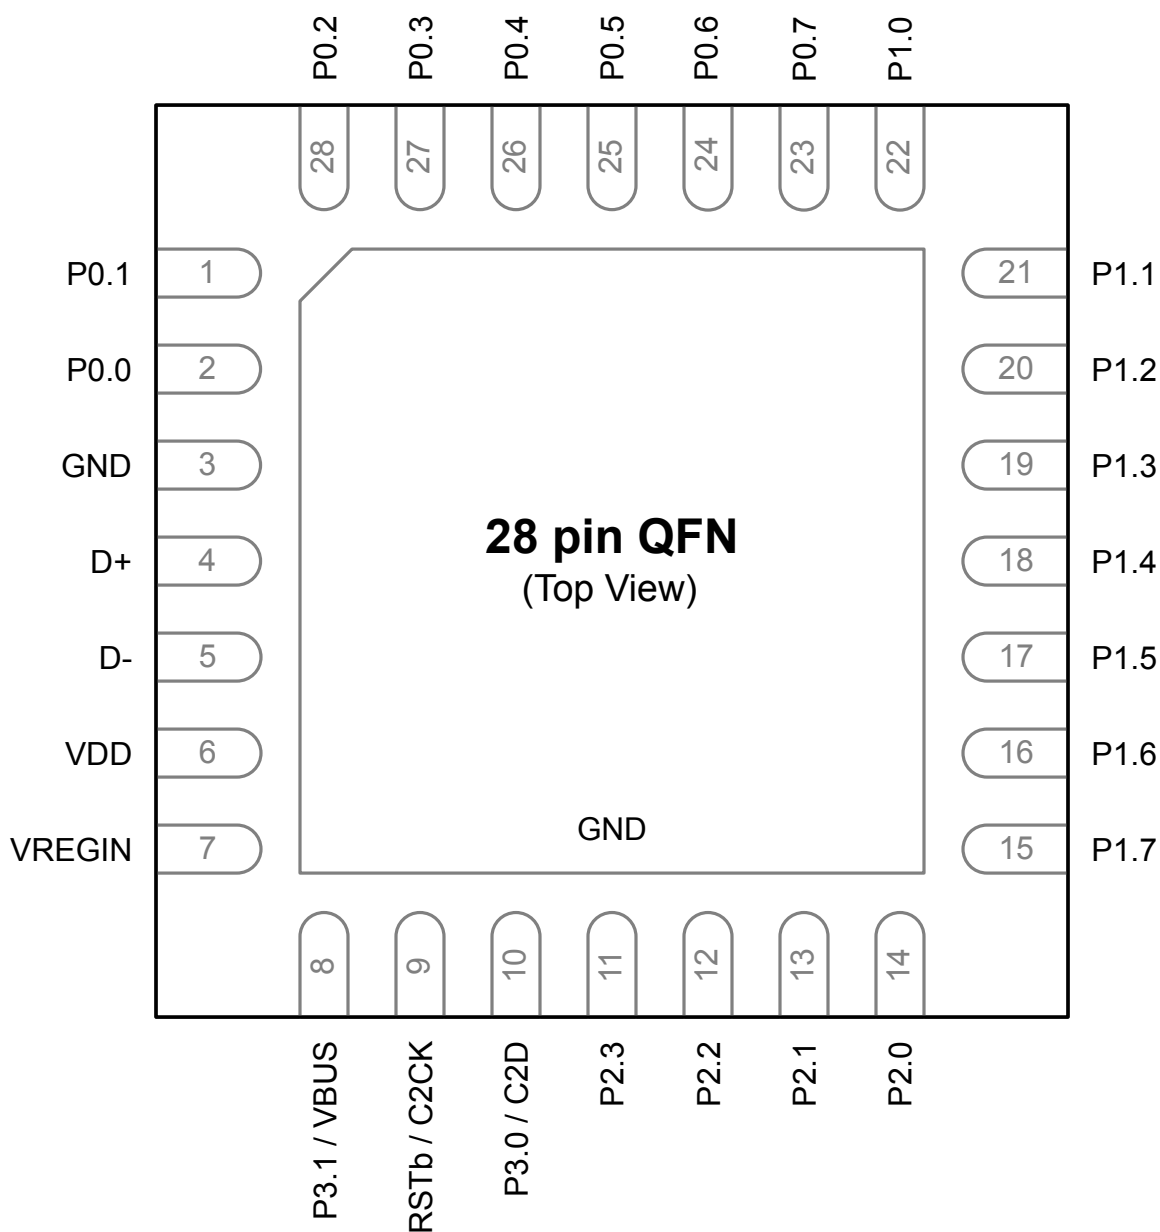 P0.2
P0.3
P0.4
P0.5
P0.6
P0.7
P1.0
28
27
26
25
24
23
22
P0.1 1 21 P1.1
P0.0 2 20 P1.2
GND 3 19 P1.3
D+ 4 18 P1.4
28 pin QFN
(Top View)
D- 5 17 P1.5
VDD 6 16 P1.6
GND
VREGIN 7 15 P1.7
8
9
10
11
12
13
14
P3.1 / VBUS
RSTb / C2CK
P3.0 / C2D
P2.3
P2.2
P2.1
P2.0